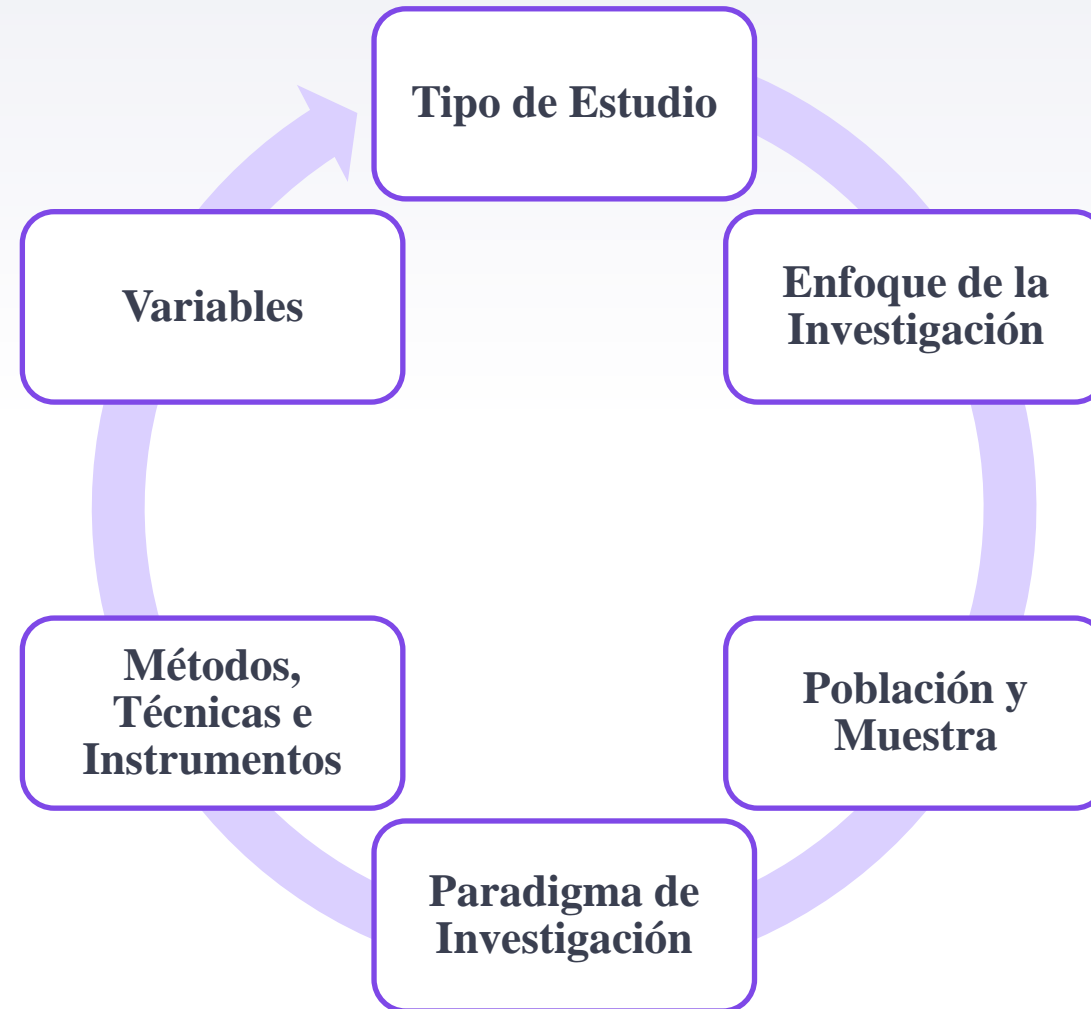 Tipo de Estudio
Enfoque de la
Investigación
Población y
Muestra
Paradigma de
Investigación
Métodos,
Técnicas e
Instrumentos
Variables